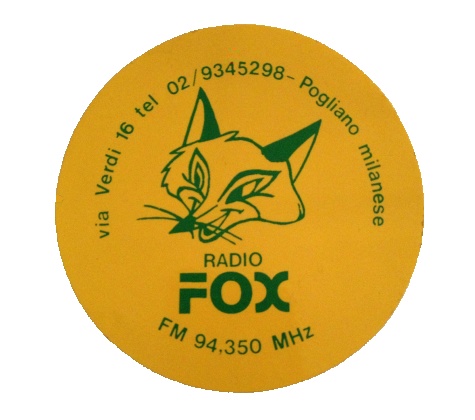 via Verdi 16 tel 02/9345298-Pogliano milanese
RADIO
FOX
FM 94,350 MHz